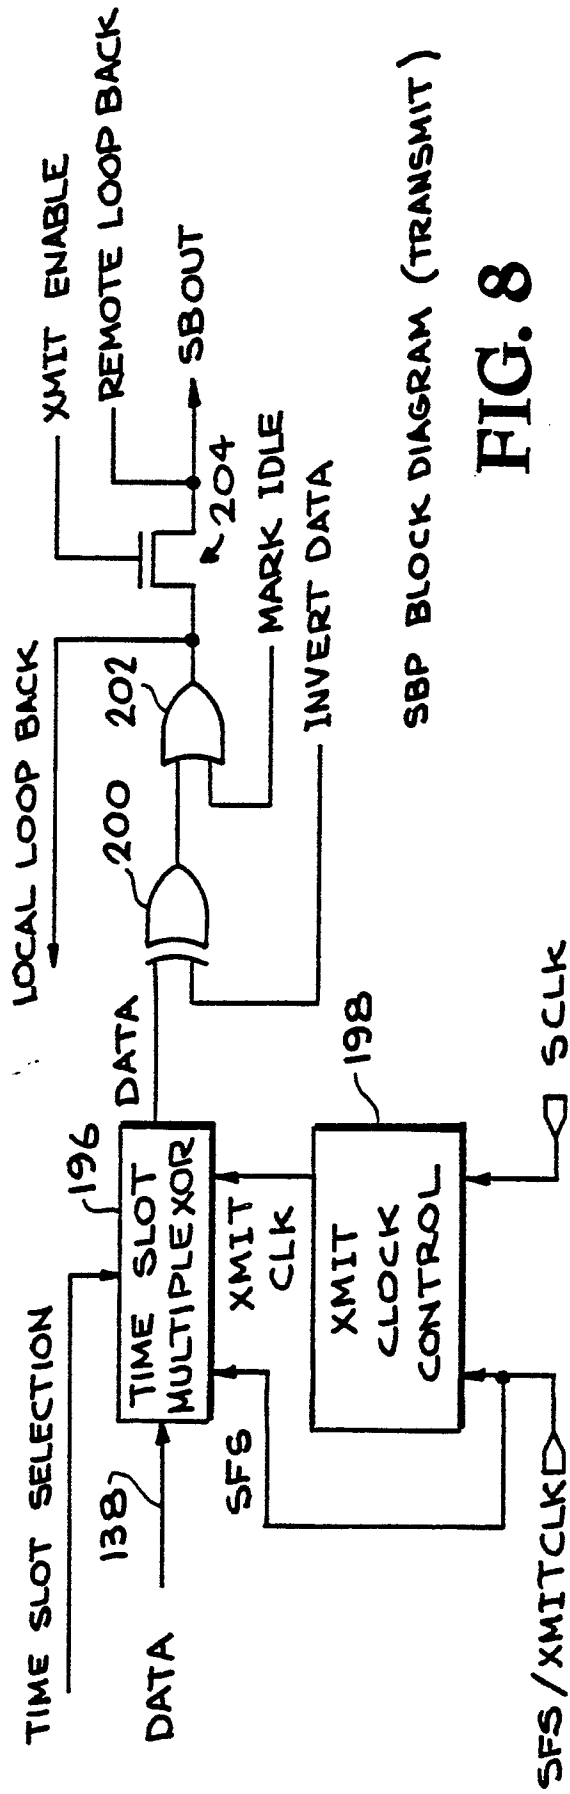 TIME SLOT SELECTION
LOCAL LOOP BACK
XMIT ENABLE
REMOTE LOOP BACK
DATA
138
196
TIME SLOT
MULTIPLEXOR
DATA
200
202
204
SBOUT
MARK IDLE
INVERT DATA
SFS
XMIT
CLK
198
XMIT
CLOCK
CONTROL
SFS/XMITCLK
SCLK
SBP BLOCK DIAGRAM (TRANSMIT)
FIG. 8